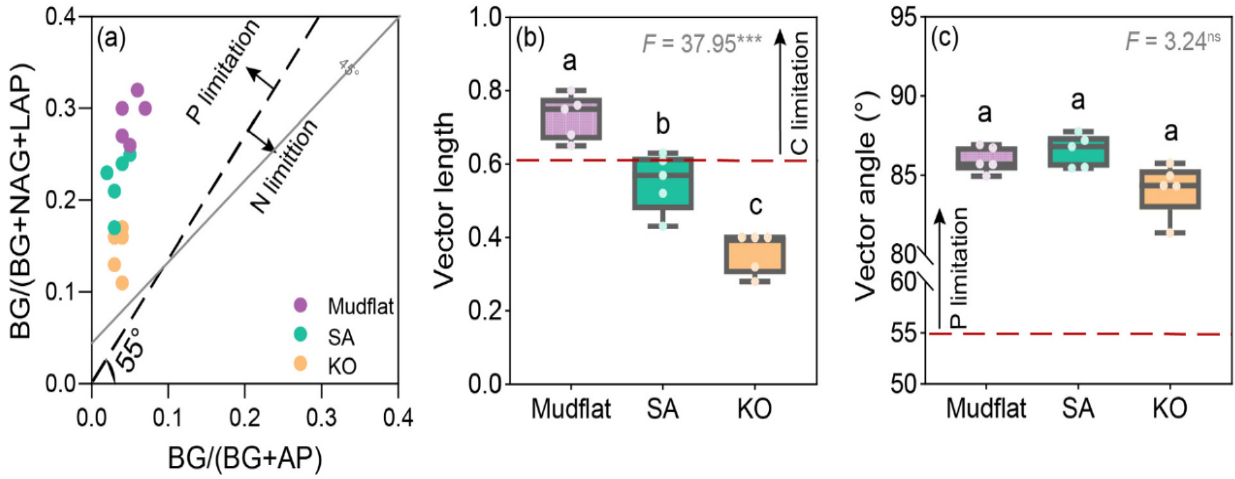 (a)
P limitation
N limittion
45°
55°
Mudflat
SA
KO
0.4
0.3
0.2
0.1
0.0
0.0 0.1 0.2 0.3 0.4
BG/(BG+NAG+LAP)
BG/(BG+AP)
(b)
F = 37.95***
a
b
c
C limitation
1.0
0.8
0.6
0.4
0.2
0.0
Vector length
Mudflat SA KO
(c)
F = 3.24ns
a
a
a
P limitation
95
90
85
80
60
55
50
Vector angle (°)
Mudflat SA KO